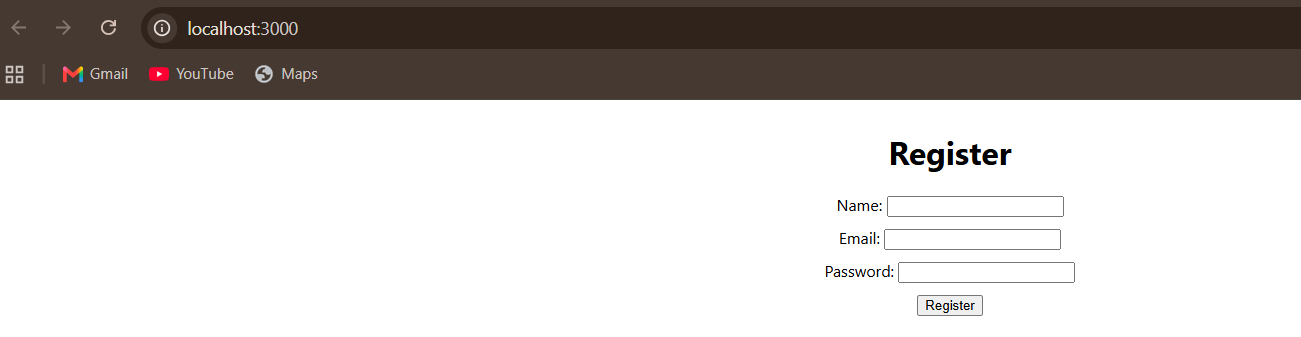 localhost:3000
Gmail YouTube Maps
Register
Name:
Email:
Password:
Register